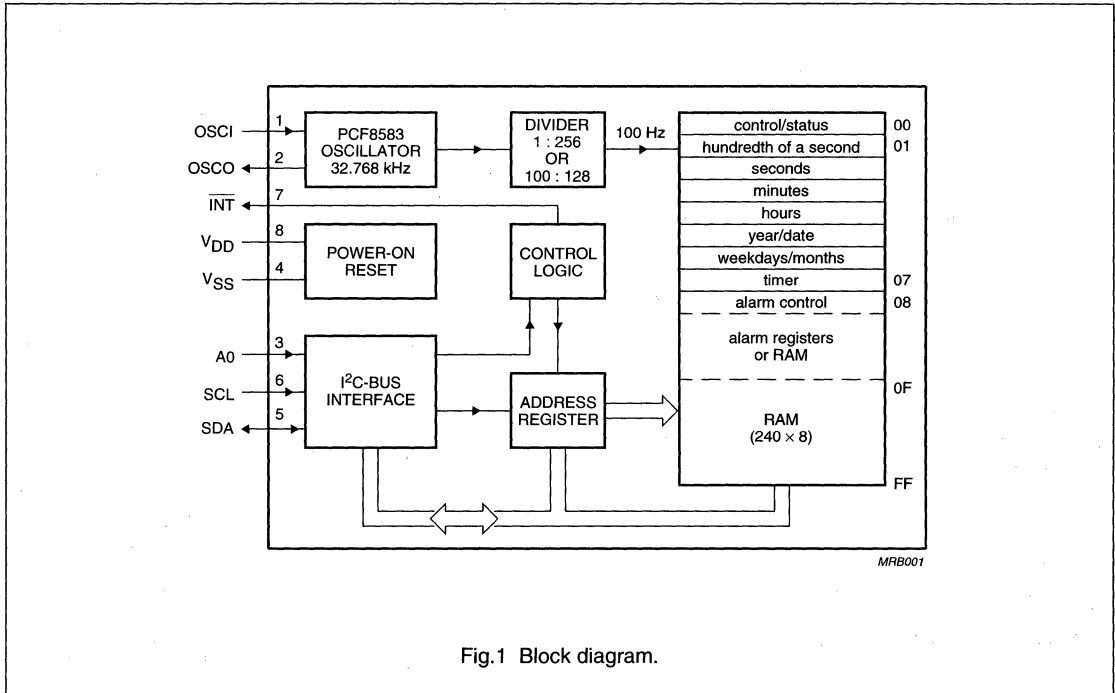 OSCI 1
OSCO 2
INT 7
V_DD 8
V_SS 4
A0 3
SCL 6
SDA 5
PCF8583
OSCILLATOR
32.768 kHz
DIVIDER
1 : 256
OR
100 : 128
100 Hz
POWER-ON
RESET
CONTROL
LOGIC
I²C-BUS
INTERFACE
ADDRESS
REGISTER
control/status 00
hundredth of a second 01
seconds
minutes
hours
year/date
weekdays/months
timer 07
alarm control 08
alarm registers
or RAM
0F
RAM
(240 × 8)
FF
MRB001
Fig.1 Block diagram.